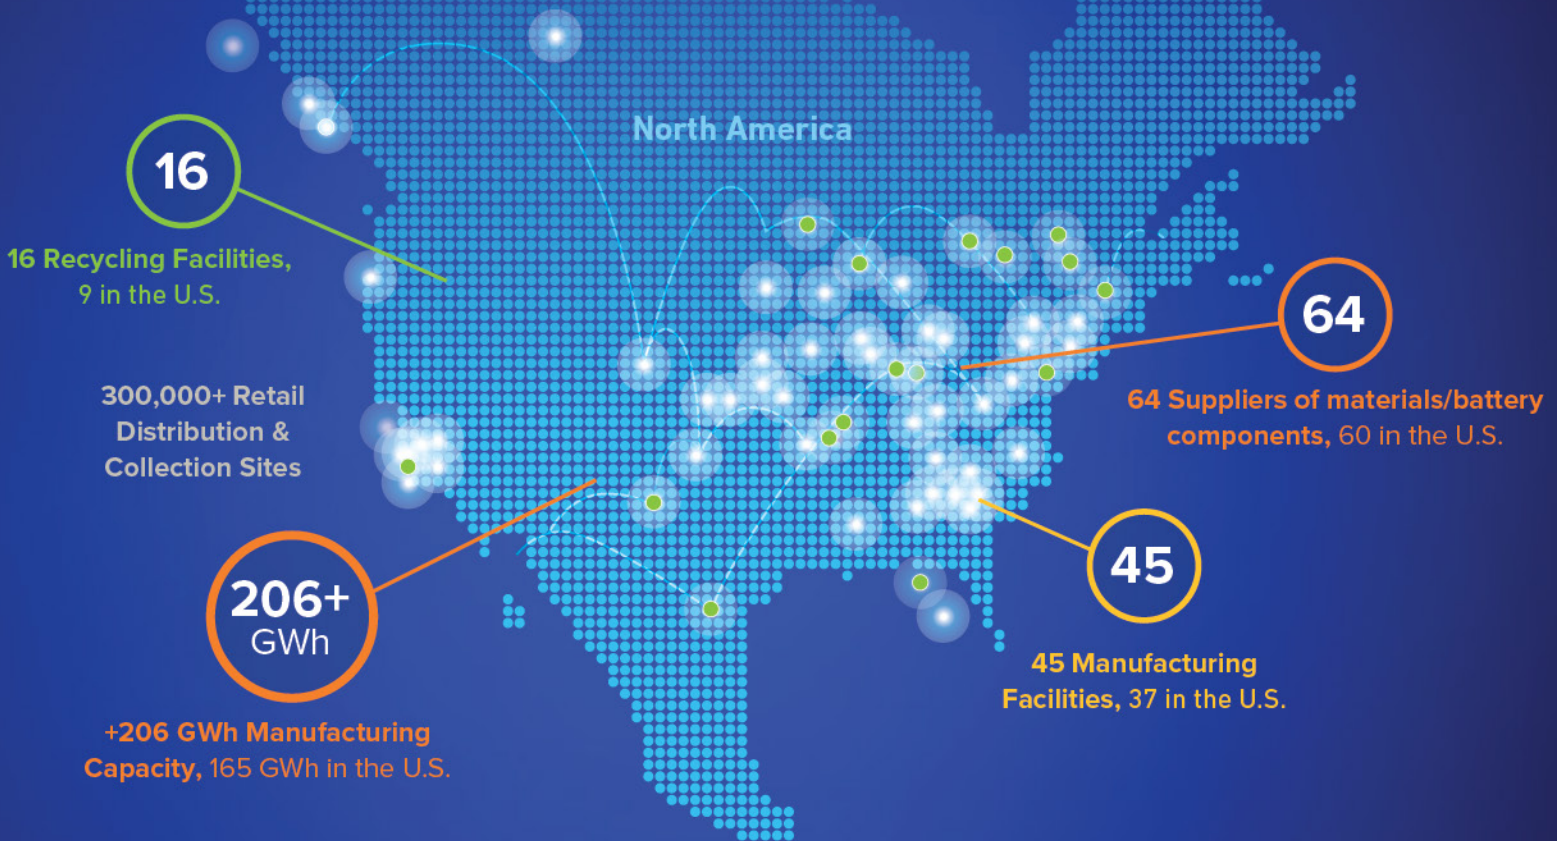 North America
16
16 Recycling Facilities,
9 in the U.S.
300,000+ Retail
Distribution &
Collection Sites
206+
GWh
+206 GWh Manufacturing
Capacity, 165 GWh in the U.S.
64
64 Suppliers of materials/battery
components, 60 in the U.S.
45
45 Manufacturing
Facilities, 37 in the U.S.